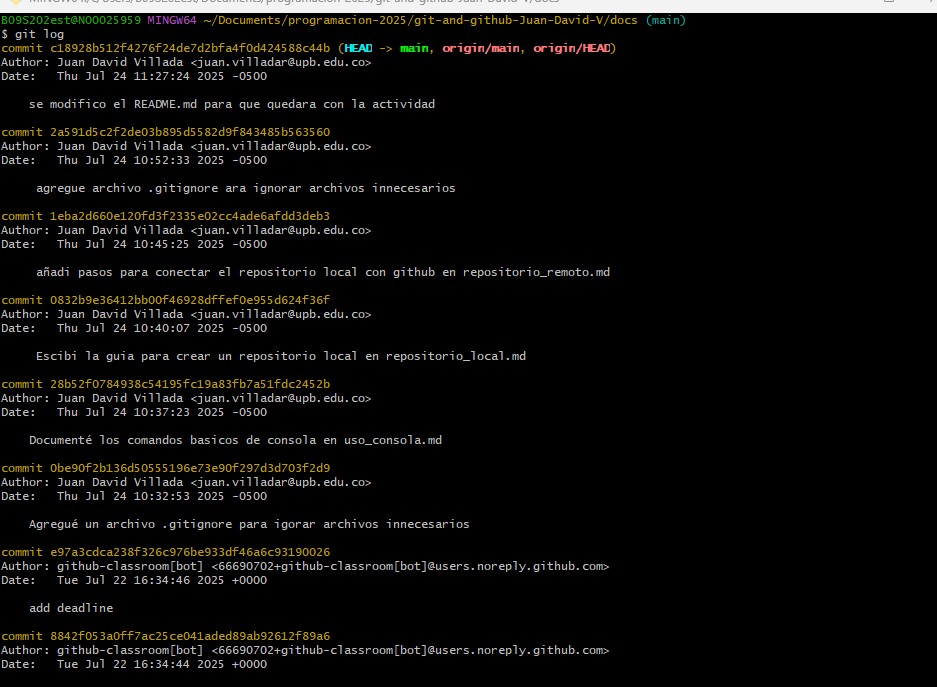 BO9S202est@N0O025959 MINGW64 ~/Documents/programacion-2025/git-and-github-Juan-David-V/docs (main)
$ git log
commit c18928b512f4276f24de7d2bfa4f0d424588c44b (HEAD -> main, origin/main, origin/HEAD)
Author: Juan David Villada <juan.villadar@upb.edu.co>
Date:   Thu Jul 24 11:27:24 2025 -0500

    se modifico el README.md para que quedara con la actividad

commit 2a591d5c2f2de03b895d5582d9f843485b563560
Author: Juan David Villada <juan.villadar@upb.edu.co>
Date:   Thu Jul 24 10:52:33 2025 -0500

     agregue archivo .gitignore ara ignorar archivos innecesarios

commit 1eba2d660e120fd3f2335e02cc4ade6afdd3deb3
Author: Juan David Villada <juan.villadar@upb.edu.co>
Date:   Thu Jul 24 10:45:25 2025 -0500

     añadi pasos para conectar el repositorio local con github en repositorio_remoto.md

commit 0832b9e36412bb00f46928dffef0e955d624f36f
Author: Juan David Villada <juan.villadar@upb.edu.co>
Date:   Thu Jul 24 10:40:07 2025 -0500

     Escibi la guia para crear un repositorio local en repositorio_local.md

commit 28b52f0784938c54195fc19a83fb7a51fdc2452b
Author: Juan David Villada <juan.villadar@upb.edu.co>
Date:   Thu Jul 24 10:37:23 2025 -0500

    Documenté los comandos basicos de consola en uso_consola.md

commit 0be90f2b136d50555196e73e90f297d3d703f2d9
Author: Juan David Villada <juan.villadar@upb.edu.co>
Date:   Thu Jul 24 10:32:53 2025 -0500

    Agregué un archivo .gitignore para igorar archivos innecesarios

commit e97a3cdca238f326c976be933df46a6c93190026
Author: github-classroom[bot] <66690702+github-classroom[bot]@users.noreply.github.com>
Date:   Tue Jul 22 16:34:46 2025 +0000

    add deadline

commit 8842f053a0ff7ac25ce041aded89ab92612f89a6
Author: github-classroom[bot] <66690702+github-classroom[bot]@users.noreply.github.com>
Date:   Tue Jul 22 16:34:44 2025 +0000